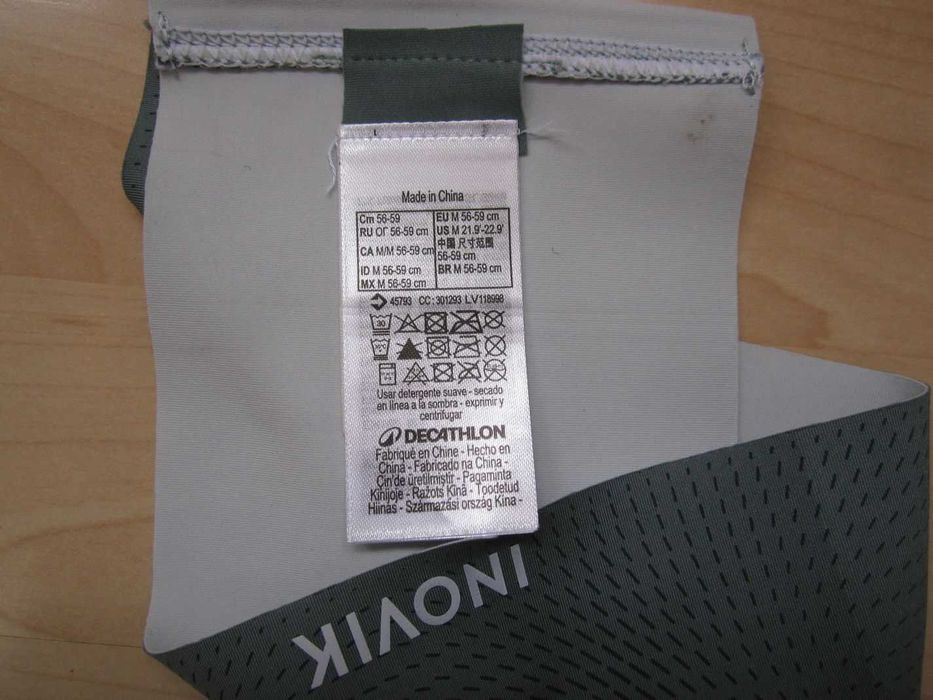 Made in China
Cm 56-59
RU ОГ 56-59 cm
CA M/M 56-59 cm
ID M 56-59 cm
MX M 56-59 cm
EU M 56-59 cm
US M 21.9'-22.9'
中国 尺寸范围
56-59 cm
BR M 56-59 cm
45793 CC : 301293 LV118998
30
Usar detergente suave - secado
en línea a la sombra - exprimir y
centrifugar
DECATHLON
Fabriqué en Chine - Hecho en
China - Fabricado na China -
Çin'de üretilmiştir - Pagaminta
Kinijoje - Ražots Ķīnā - Toodetud
Hiinas - Származási ország Kína -
INOVIK